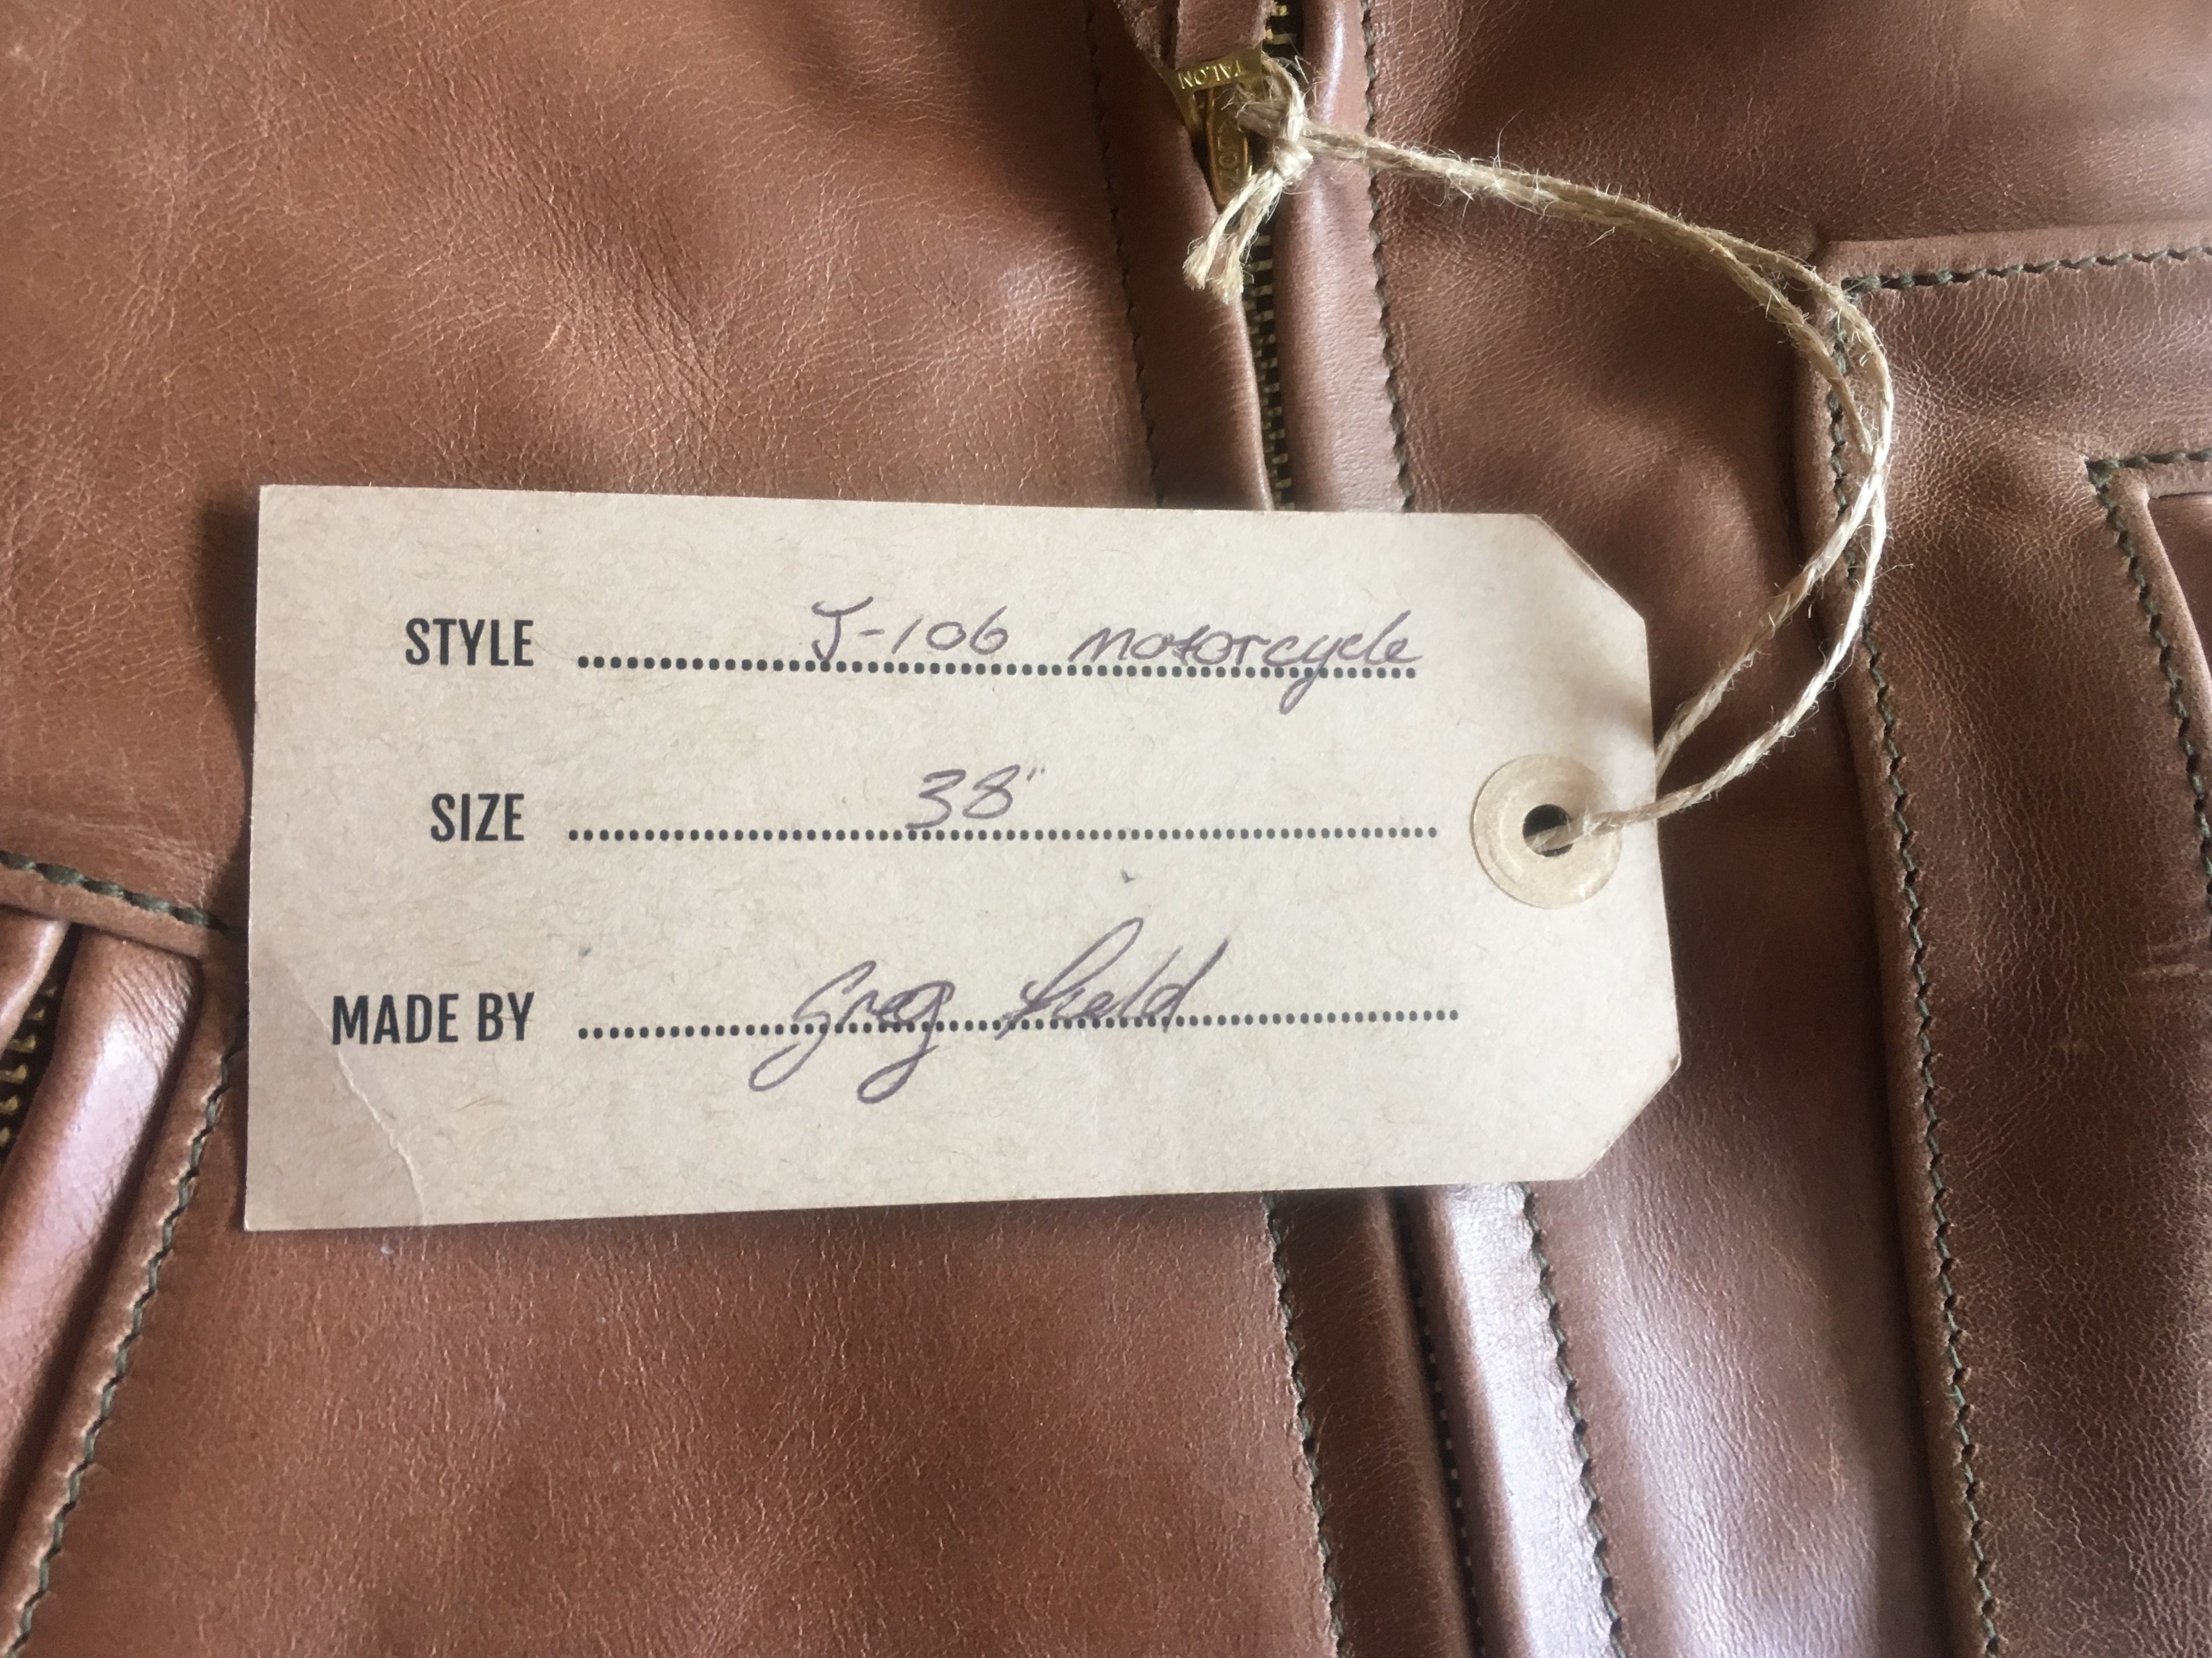 TALON
STYLE J-106 Motorcycle
SIZE 38"
MADE BY Greg Field